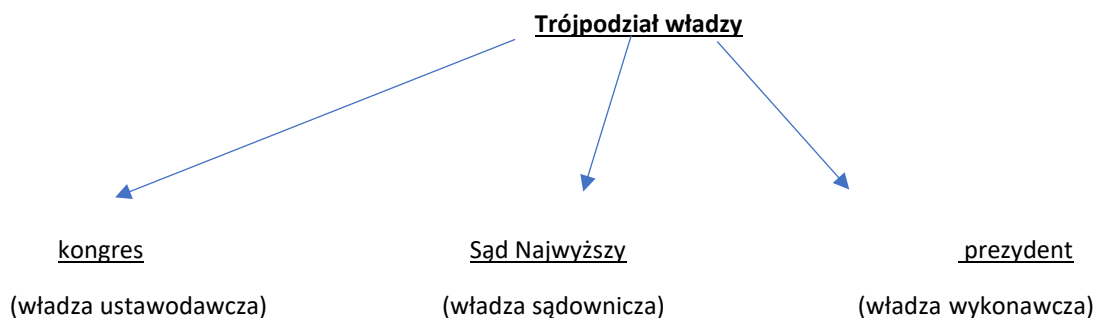 Trójpodział władzy
kongres Sąd Najwyższy prezydent
(władza ustawodawcza) (władza sądownicza) (władza wykonawcza)